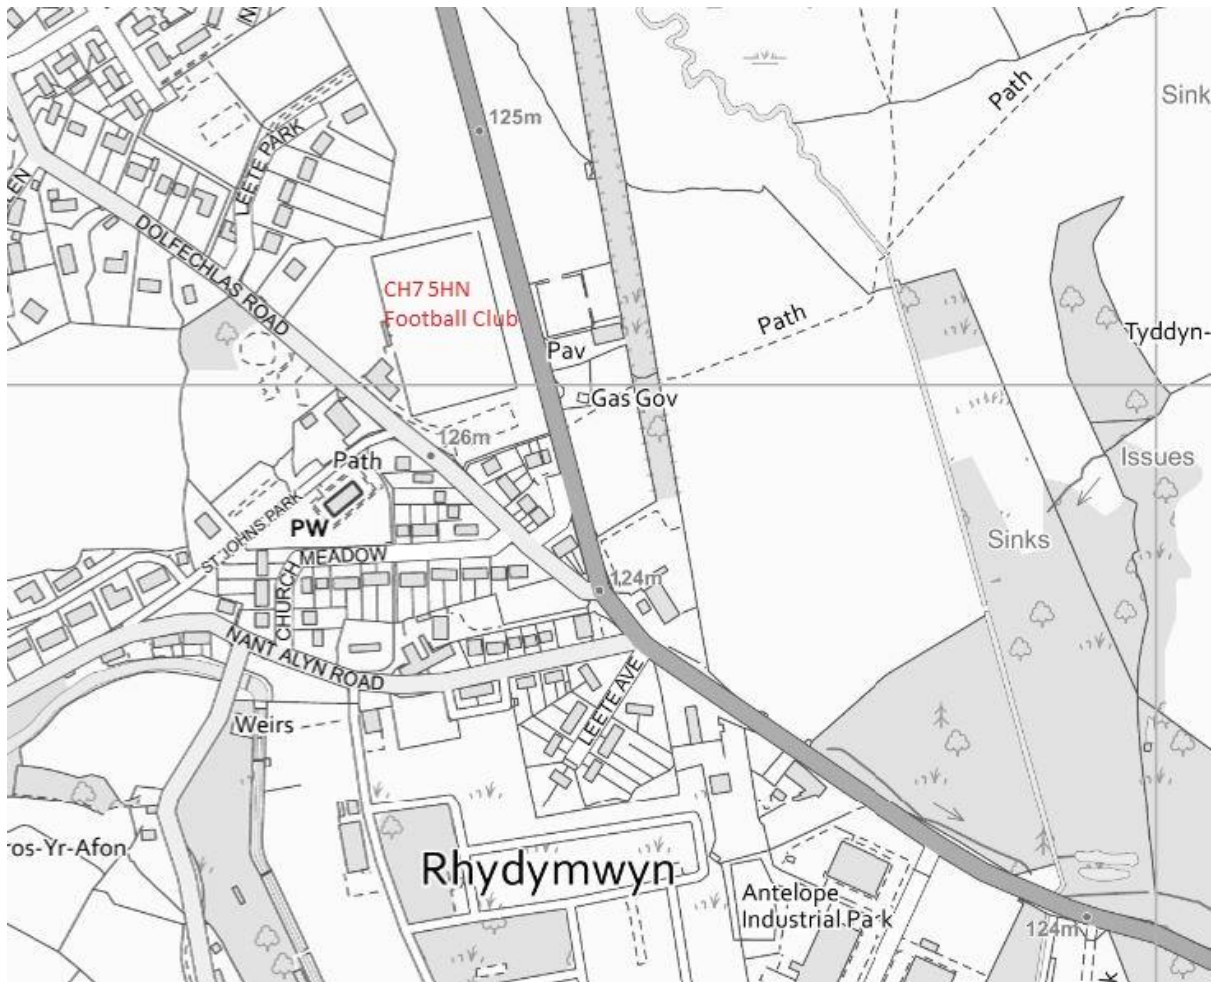 125m
Path
Sink
LEETE PARK
DOLFECHLAS ROAD
CH7 5HN
Football Club
Path
Tyddyn-
Pav
Gas Gov
126m
Path
Issues
ST JOHNS PARK
PW
Sinks
MEADOW
CHURCH
124m
NANT ALYN ROAD
LEETE AVE
Weirs
ros-Yr-Afon
Rhydymwyn
Antelope
Industrial Park
124m